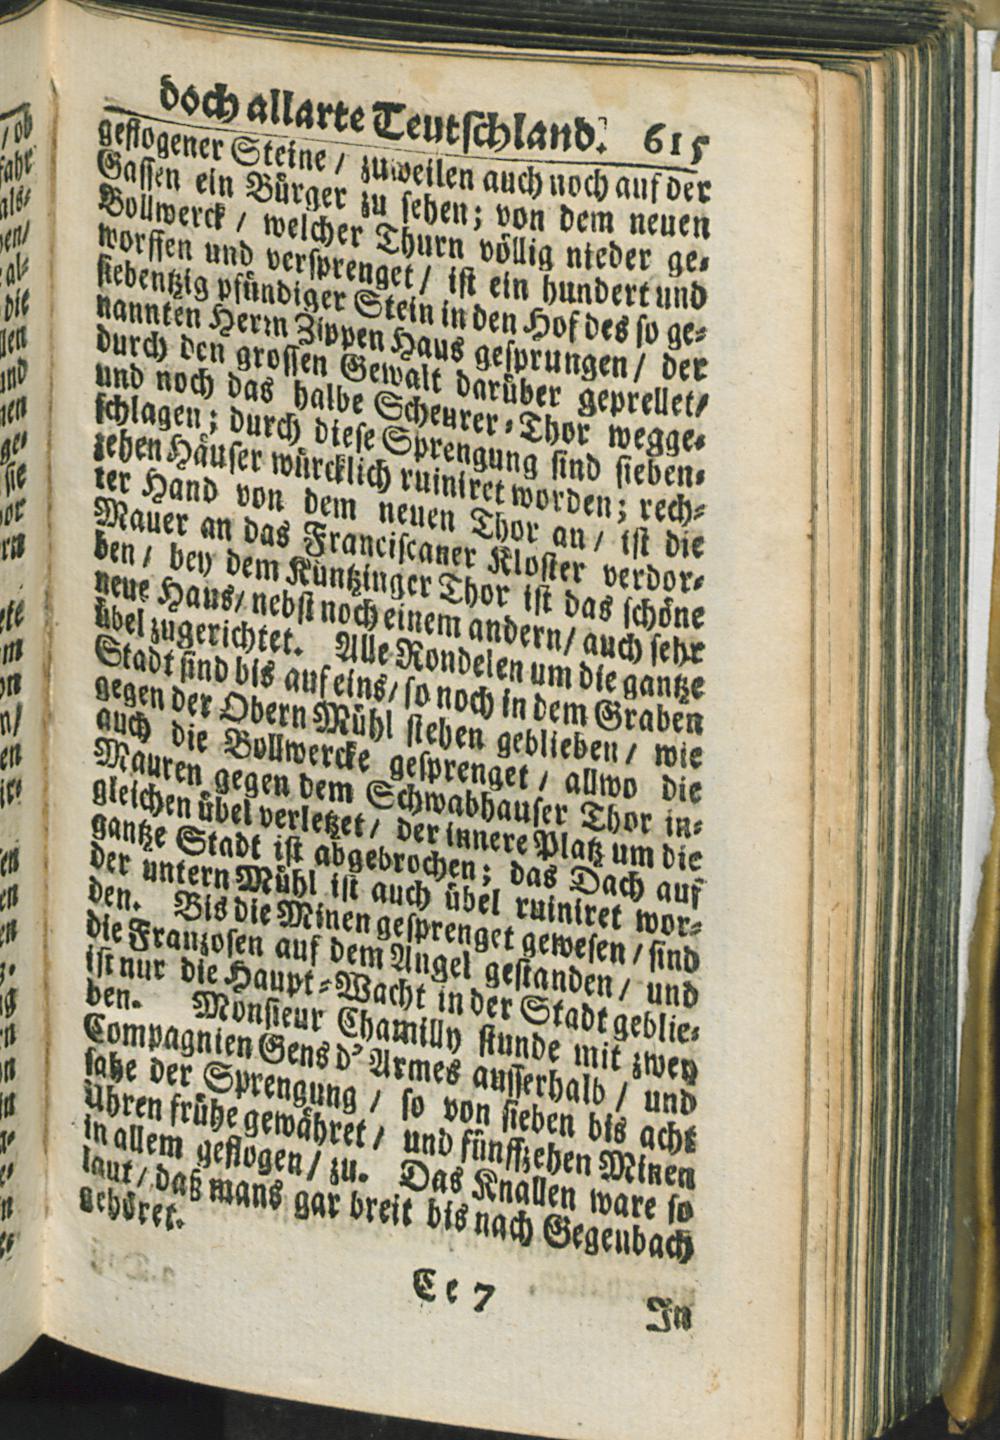 doch allarte Teutschland. 615
geflogener Steine / zuweilen auch noch auf der
Gassen ein Bürger zu sehen; von dem neuen
Bollwerck / welcher Thurn völlig nieder ge-
worffen und versprenget / ist ein hundert und
siebentzig pfündiger Stein in den Hof des so ge-
nannten Herrn Zippen Haus gesprungen / der
durch den grossen Gewalt darüber geprellet /
und noch das halbe Scheurer-Thor wegge-
schlagen; durch diese Sprengung sind sieben-
zehen Häuser würcklich ruiniret worden; rech-
ter Hand von dem neuen Thor an / ist die
Mauer an das Franciscaner Kloster verdor-
ben / bey dem Küntzinger Thor ist das schöne
neue Haus / nebst noch einem andern / auch sehr
übel zugerichtet. Alle Rondelen um die gantze
Stadt sind bis auf eins / so noch in dem Graben
gegen der Obern Mühl stehen geblieben / wie
auch die Bollwercke gesprenget / allwo die
Mauren gegen dem Schwabhauser Thor in-
gleichen übel verletzet / der innere Platz um die
gantze Stadt ist abgebrochen; das Dach auf
der untern Mühl ist auch übel ruiniret wor-
den. Bis die Minen gesprenget gewesen / sind
die Franzosen auf dem Angel gestanden / und
ist nur die Haupt-Wacht in der Stadt geblie-
ben. Monsieur Chamilly stunde mit zwey
Compagnien Gens d'Armes ausserhalb / und
sahe der Sprengung / so von sieben bis acht
Uhren frühe gewähret / und fünffzehen Minen
in allem geflogen / zu. Das Knallen ware so
laut / daß mans gar breit bis nach Gegenbach
gehöret.
Cc 7
In